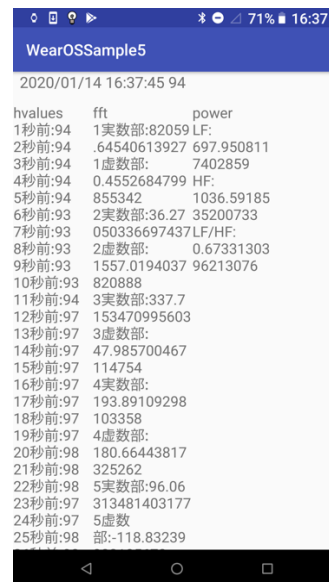 71% 16:37
WearOSSample5
2020/01/14 16:37:45 94
hvalues fft power
1秒前:94 1実数部:82059 LF:
2秒前:94 .64540613927 697.950811
3秒前:94 1虚数部: 7402859
4秒前:94 0.4552684799 HF:
5秒前:94 855342 1036.59185
6秒前:93 2実数部:36.27 35200733
7秒前:93 050336697437 LF/HF:
8秒前:93 2虚数部: 0.67331303
9秒前:93 1557.0194037 96213076
10秒前:93 820888
11秒前:94 3実数部:337.7
12秒前:97 153470995603
13秒前:97 3虚数部:
14秒前:97 47.985700467
15秒前:97 114754
16秒前:97 4実数部:
17秒前:97 193.89109298
18秒前:97 103358
19秒前:97 4虚数部:
20秒前:98 180.66443817
21秒前:98 325262
22秒前:98 5実数部:96.06
23秒前:97 313481403177
24秒前:97 5虚数
25秒前:98 部:-118.83239